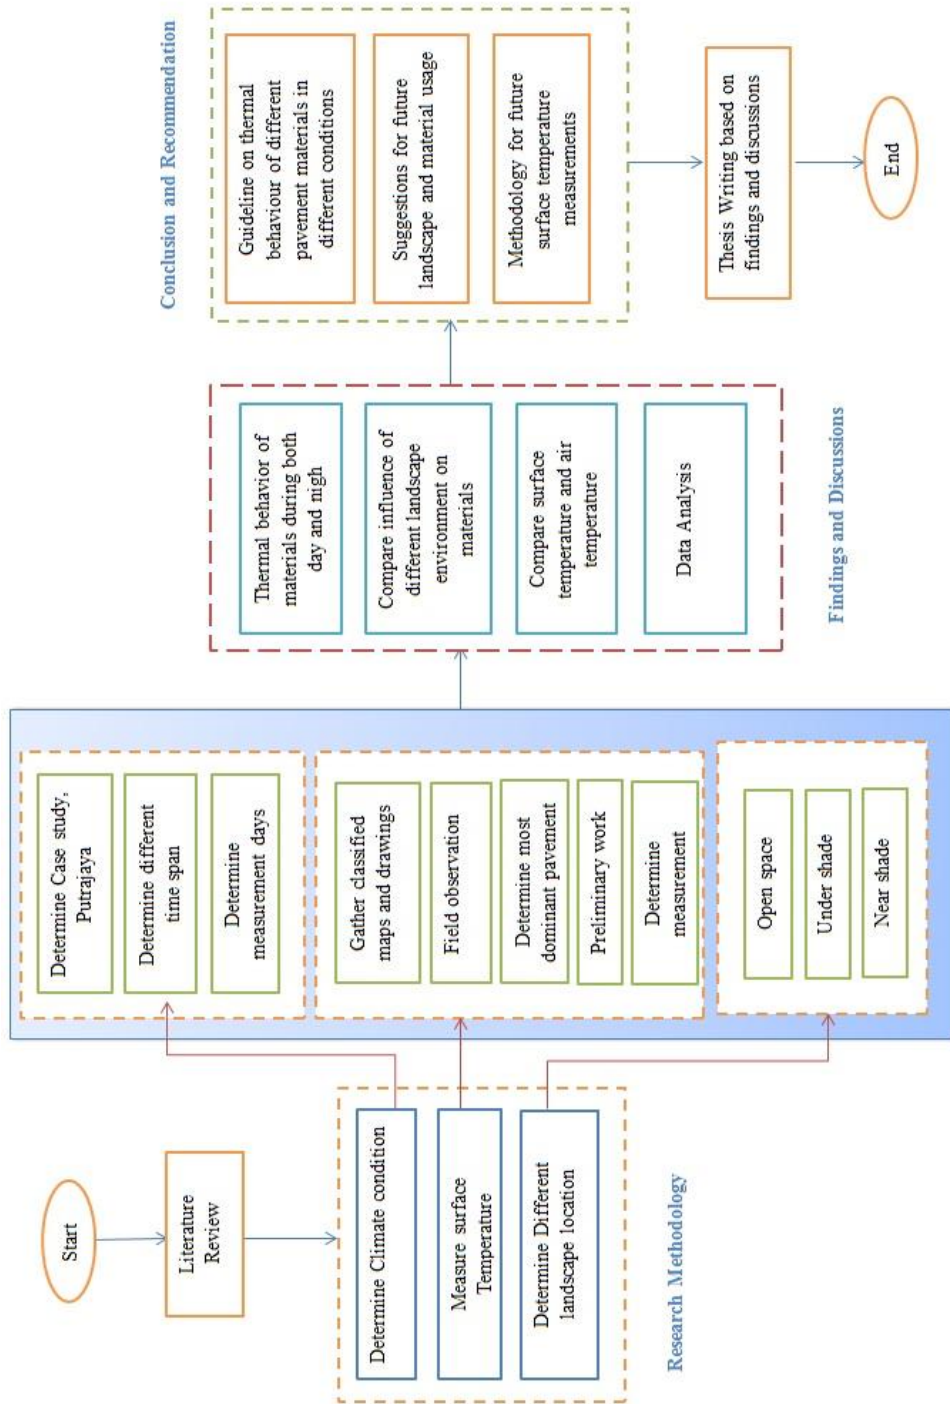 Start
Literature
Review
Determine Climate condition
Measure surface
Temperature
Determine Different
landscape location
Research Methodology
Determine Case study,
Putrajaya
Determine different
time span
Determine
measurement days
Gather classified
maps and drawings
Field observation
Determine most
dominant pavement
Preliminary work
Determine
measurement
Open space
Under shade
Near shade
Thermal behavior of
materials during both
day and nigh
Compare influence of
different landscape
environment on
materials
Compare surface
temperature and air
temperature
Data Analysis
Findings and Discussions
Conclusion and Recommendation
Guideline on thermal
behaviour of different
pavement materials in
different conditions
Suggestions for future
landscape and material usage
Methodology for future
surface temperature
measurements
Thesis Writing based on
findings and discussions
End